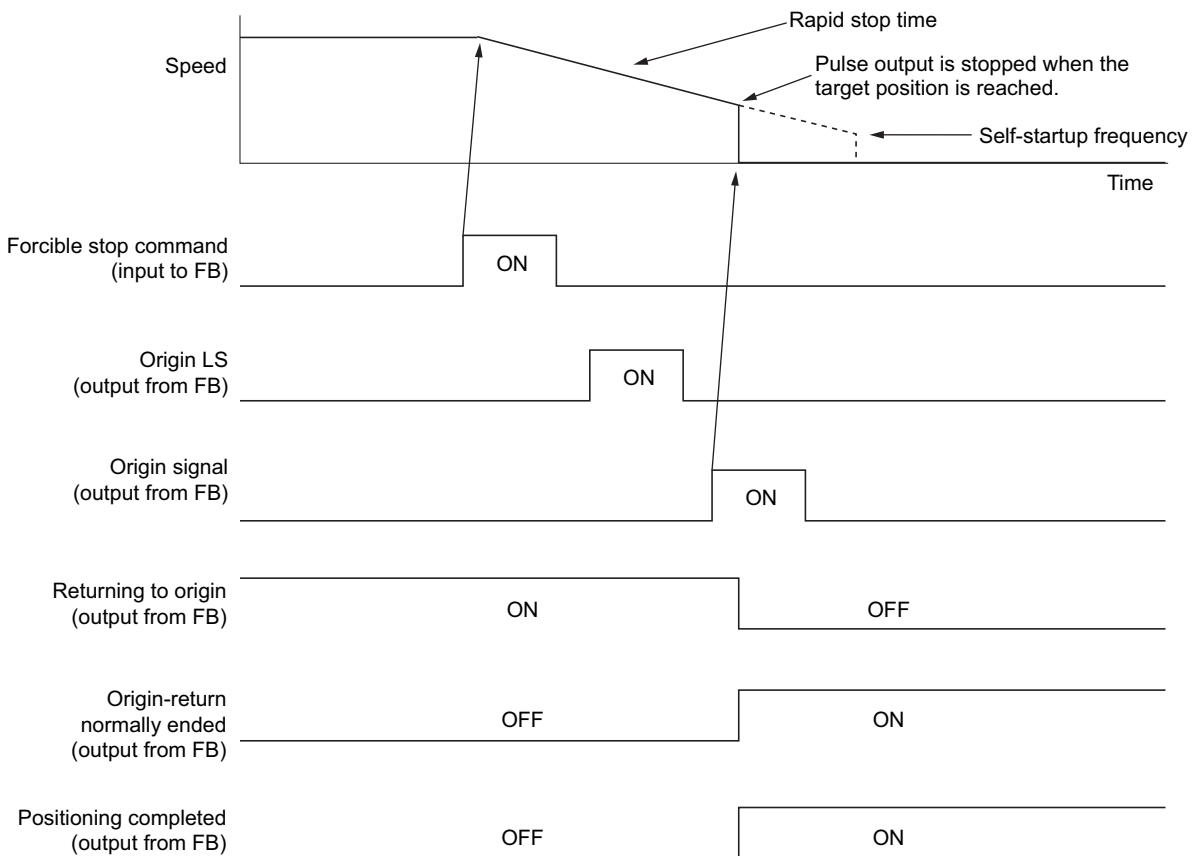 Rapid stop time
Speed
Pulse output is stopped when the
target position is reached.
Self-startup frequency
Time
Forcible stop command
(input to FB)
ON
Origin LS
(output from FB)
ON
Origin signal
(output from FB)
ON
Returning to origin
(output from FB)
ON
OFF
Origin-return
normally ended
(output from FB)
OFF
ON
Positioning completed
(output from FB)
OFF
ON